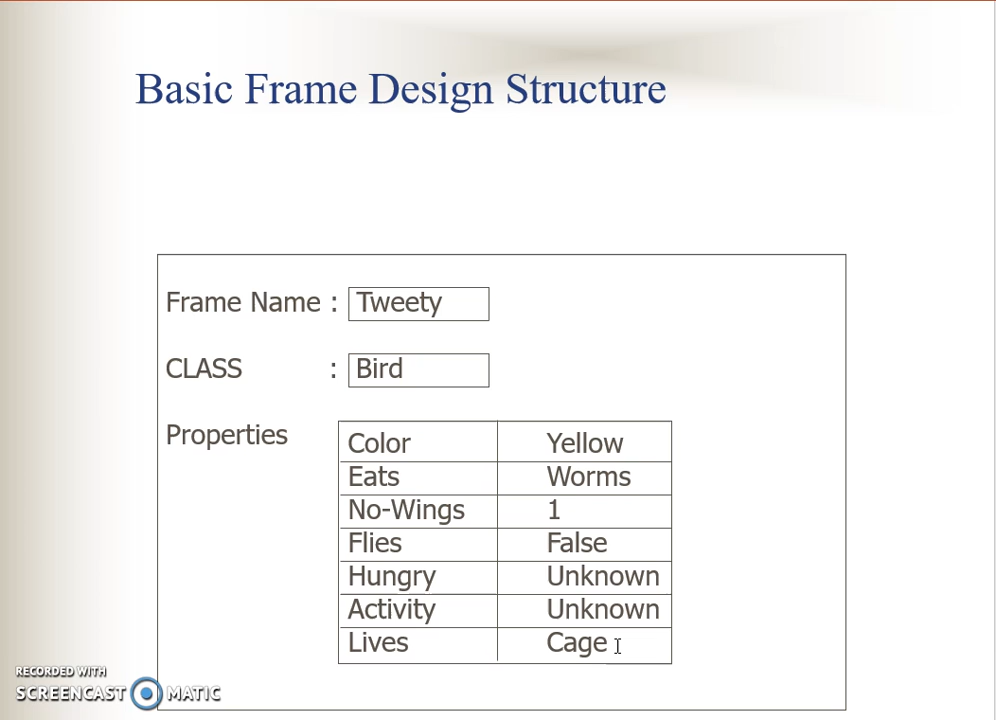 Basic Frame Design Structure
Frame Name : Tweety
CLASS : Bird
Properties
Color Yellow
Eats Worms
No-Wings 1
Flies False
Hungry Unknown
Activity Unknown
Lives Cage
RECORDED WITH
SCREENCAST MATIC